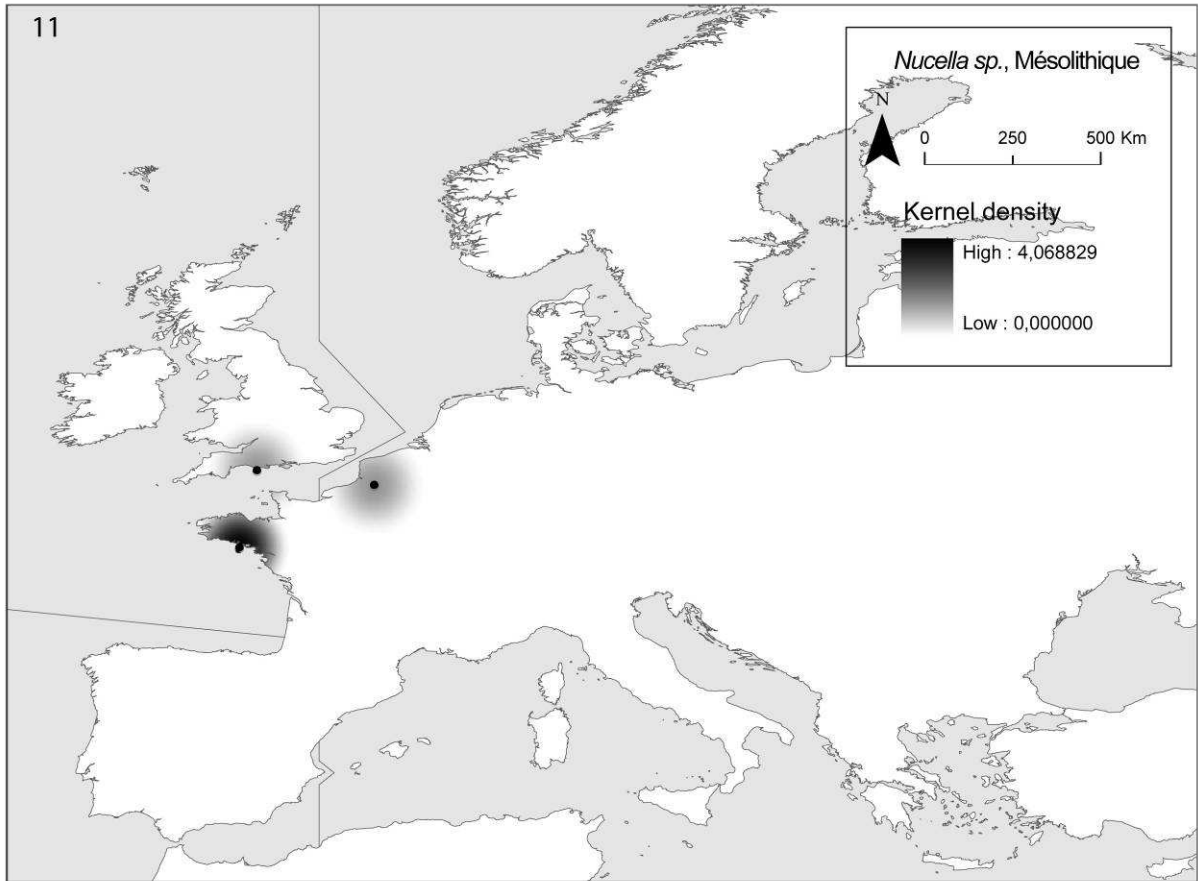 11
Nucella sp., Mésolithique
N
0 250 500 Km
Kernel density
High : 4,068829
Low : 0,000000